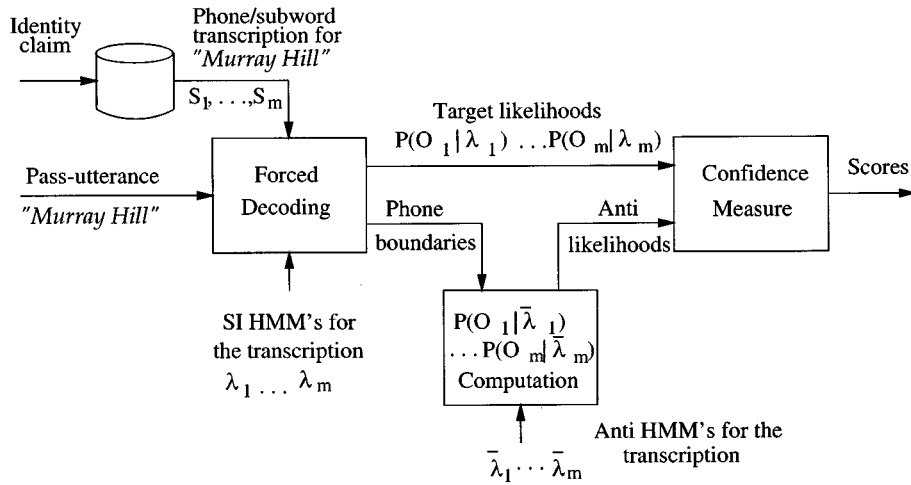 Identity
claim
Phone/subword
transcription for
"Murray Hill"
S₁, . . . ,Sₘ
Target likelihoods
P(O ₁ | λ ₁) . . . P(O ₘ | λ ₘ)
Pass-utterance
"Murray Hill"
Forced
Decoding
Confidence
Measure
Scores
Phone
boundaries
Anti
likelihoods
SI HMM's for
the transcription
λ ₁ . . . λ ₘ
P(O ₁ | λ̄ ₁)
. . . P(O ₘ | λ̄ ₘ)
Computation
Anti HMM's for the
transcription
λ̄ ₁ . . . λ̄ ₘ